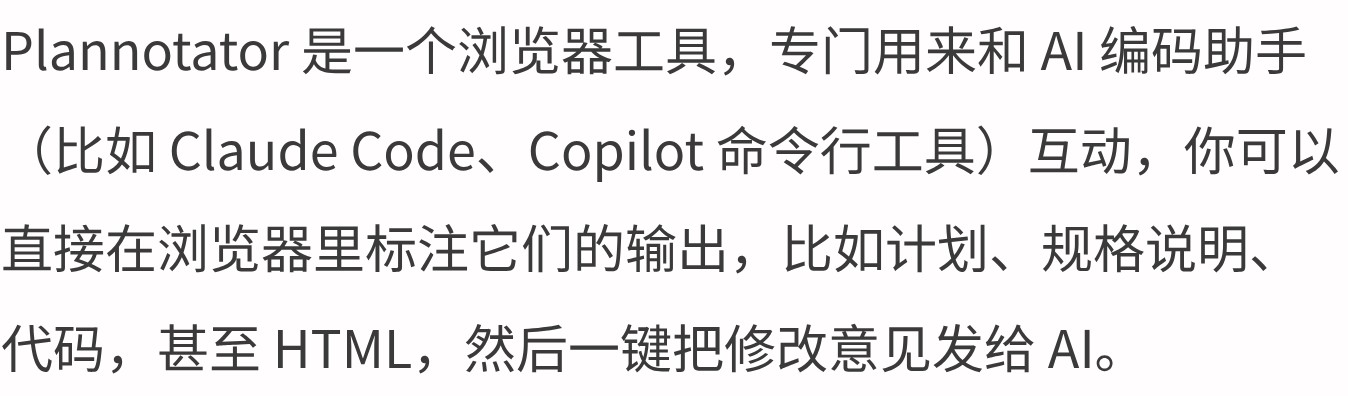 Plannotator 是一个浏览器工具，专门用来和 AI 编码助手
（比如 Claude Code、Copilot 命令行工具）互动，你可以
直接在浏览器里标注它们的输出，比如计划、规格说明、
代码，甚至 HTML，然后一键把修改意见发给 AI。